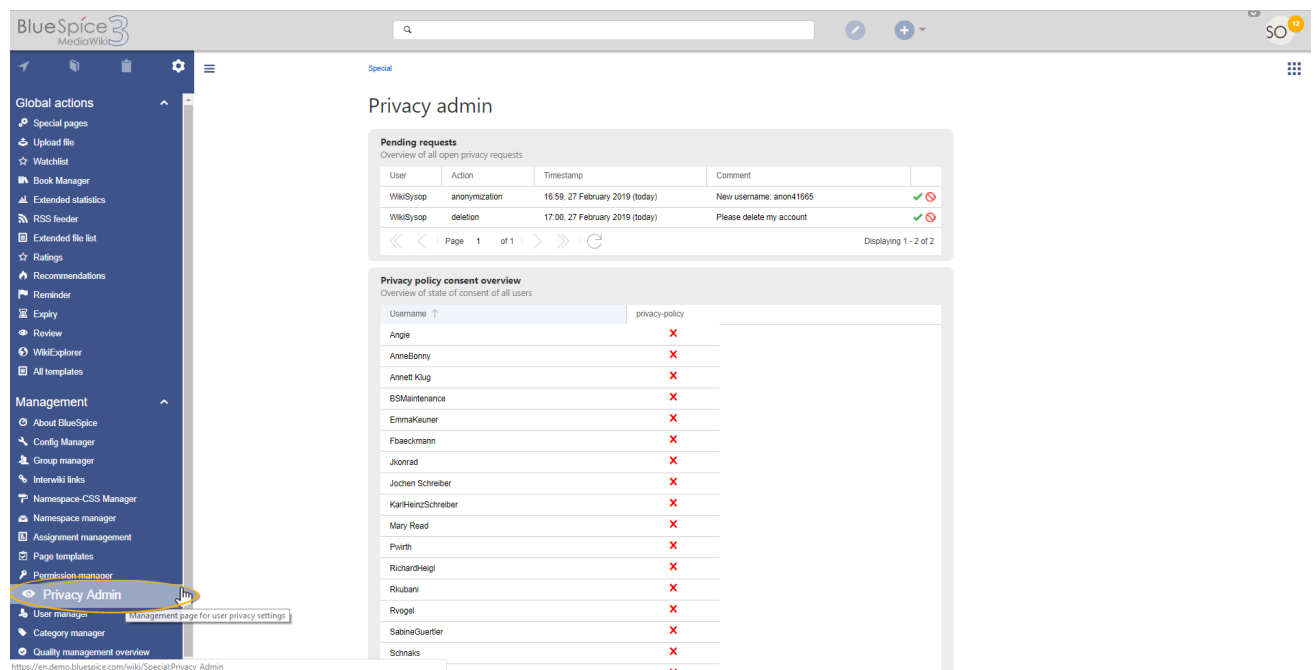 BlueSpice 3
MediaWiki
SO 12
Special
Global actions
Special pages
Upload file
Watchlist
Book Manager
Extended statistics
RSS feeder
Extended file list
Ratings
Recommendations
Reminder
Expiry
Review
WikiExplorer
All templates
Management
About BlueSpice
Config Manager
Group manager
Interwiki links
Namespace-CSS Manager
Namespace manager
Assignment management
Page templates
Permission manager
Privacy Admin
User manager
Management page for user privacy settings
Category manager
Quality management overview
https://en.demo.bluespice.com/wiki/Special:Privacy_Admin
Privacy admin
Pending requests
Overview of all open privacy requests
User Action Timestamp Comment
WikiSysop anonymization 16:59, 27 February 2019 (today) New username: anon41665
WikiSysop deletion 17:00, 27 February 2019 (today) Please delete my account
Page 1 of 1 Displaying 1 - 2 of 2
Privacy policy consent overview
Overview of state of consent of all users
Username privacy-policy
Angie
AnneBonny
Annett Klug
BSMaintenance
EmmaKeuner
Fbaeckmann
Jkonrad
Jochen Schreiber
KarlHeinzSchreiber
Mary Read
Pwirth
RichardHeigl
Rkubani
Rvogel
SabineGuertler
Schnaks